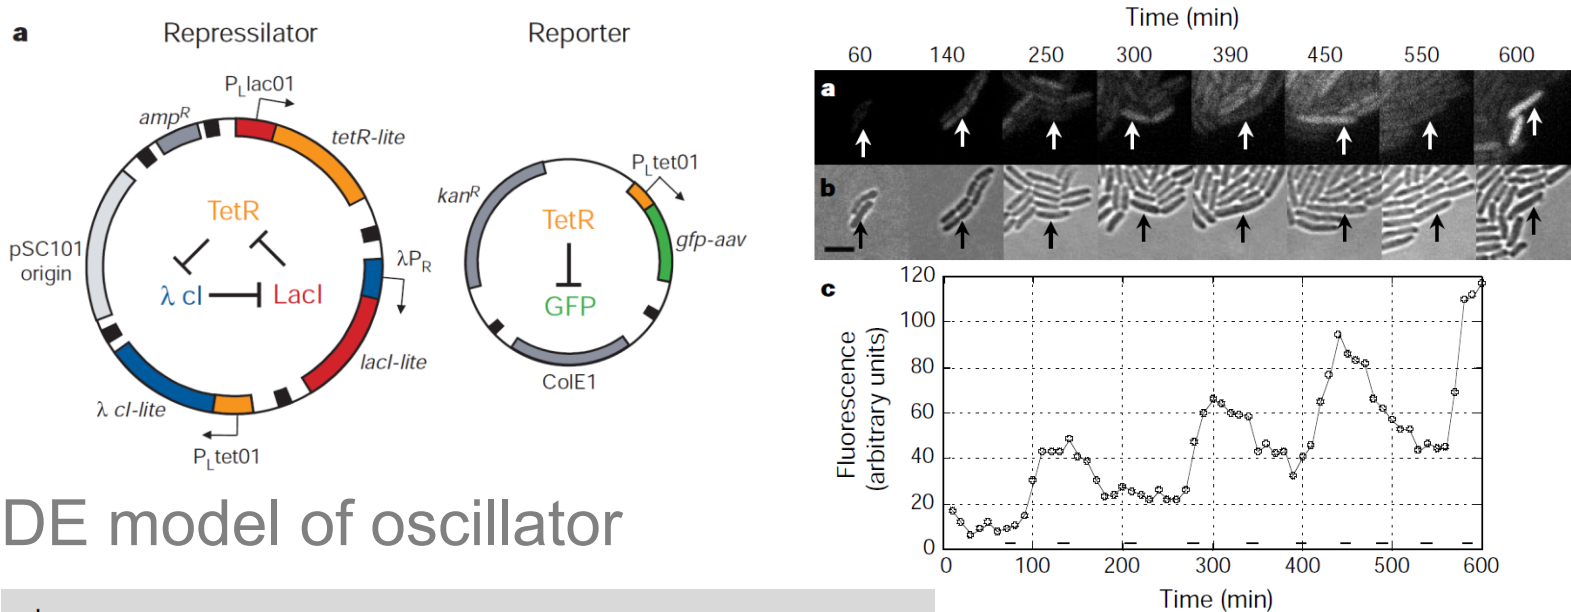 a
Repressilator
Reporter
PLlac01
ampR
tetR-lite
TetR
λ cI
LacI
pSC101
origin
λPR
lacI-lite
λ cI-lite
PLtet01
PLtet01
kanR
TetR
GFP
gfp-aav
ColE1
DE model of oscillator
Time (min)
60 140 250 300 390 450 550 600
a
b
c
120
100
80
60
40
20
0
Fluorescence
(arbitrary units)
0 100 200 300 400 500 600
Time (min)